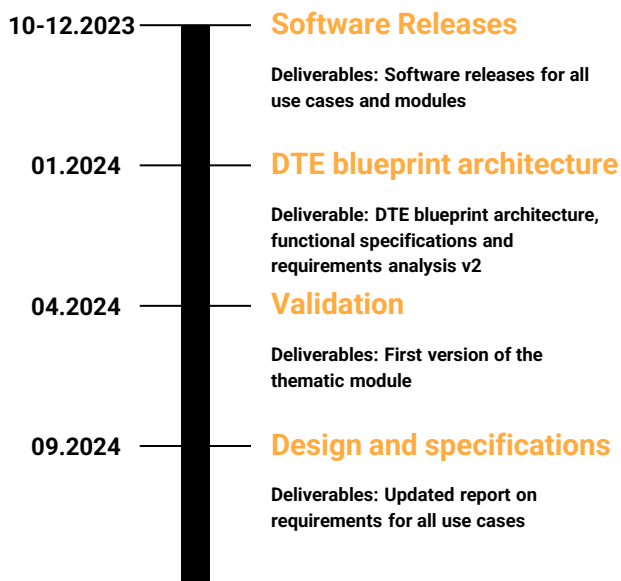 10-12.2023
Software Releases
Deliverables: Software releases for all
use cases and modules
01.2024
DTE blueprint architecture
Deliverable: DTE blueprint architecture,
functional specifications and
requirements analysis v2
04.2024
Validation
Deliverables: First version of the
thematic module
09.2024
Design and specifications
Deliverables: Updated report on
requirements for all use cases